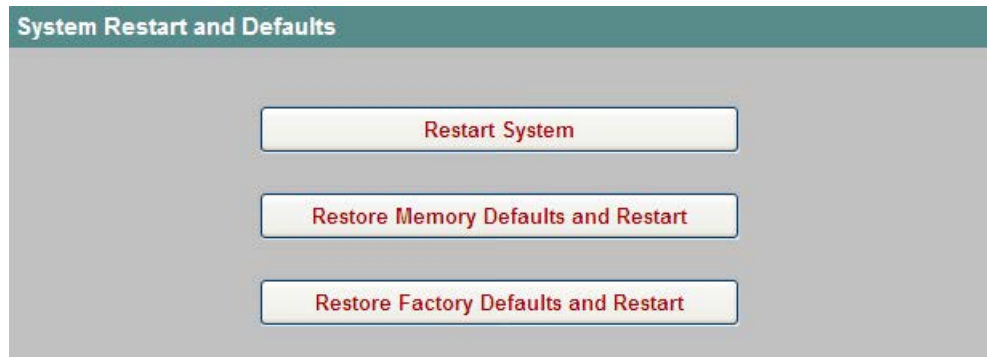 System Restart and Defaults
Restart System
Restore Memory Defaults and Restart
Restore Factory Defaults and Restart